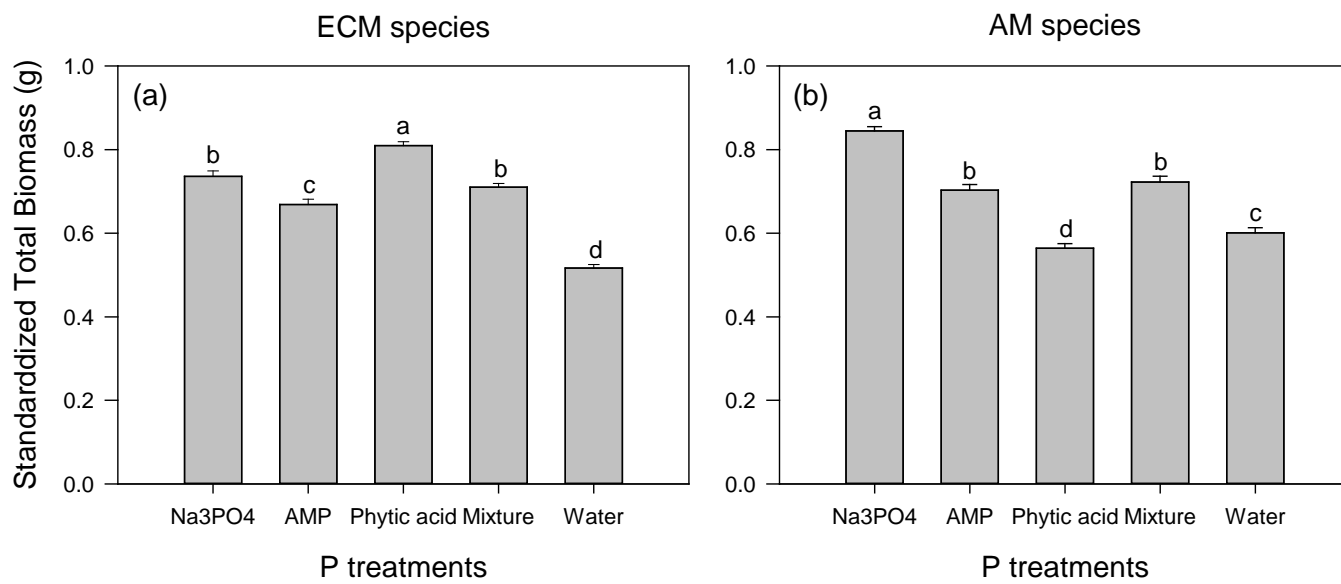 ECM species
AM species
Standarddized Total Biomass (g)
(a)
1.0
0.8
0.6
0.4
0.2
0.0
b
c
a
b
d
Na3PO4 AMP Phytic acid Mixture Water
P treatments
(b)
1.0
0.8
0.6
0.4
0.2
0.0
a
b
d
b
c
Na3PO4 AMP Phytic acid Mixture Water
P treatments